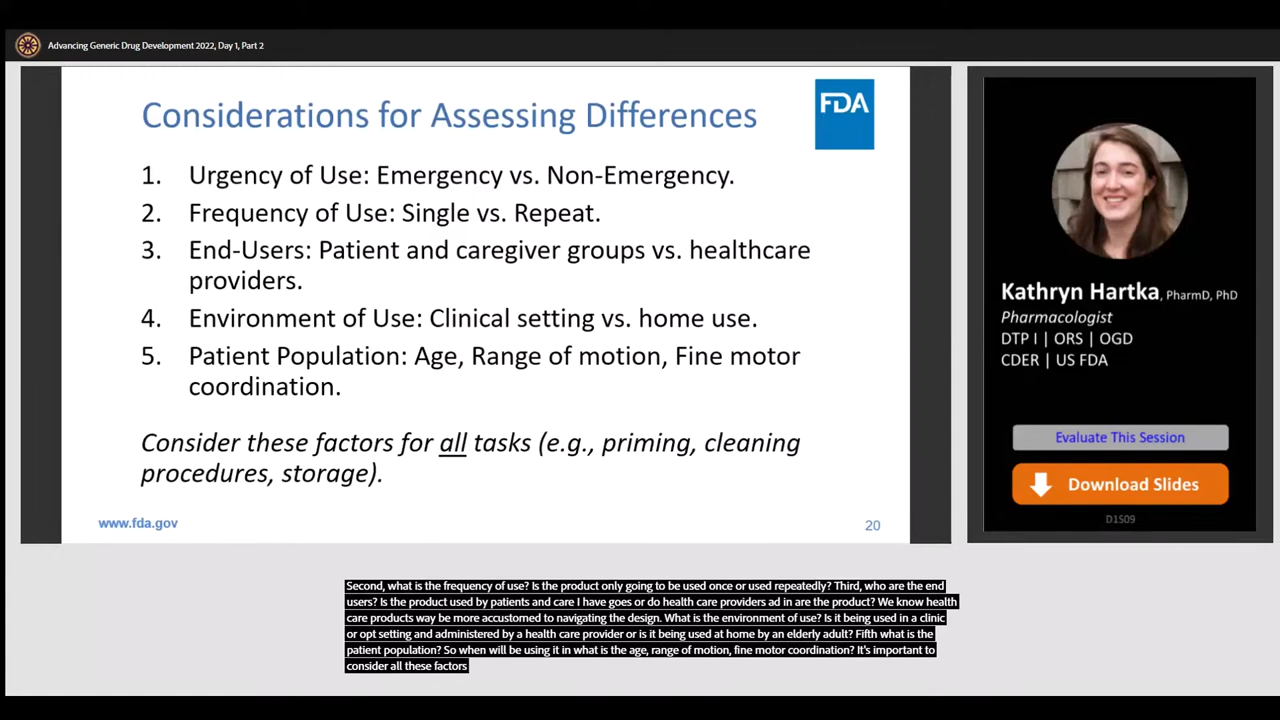 Advancing Generic Drug Development 2022, Day 1, Part 2
Considerations for Assessing Differences
FDA
1. Urgency of Use: Emergency vs. Non-Emergency.
2. Frequency of Use: Single vs. Repeat.
3. End-Users: Patient and caregiver groups vs. healthcare
providers.
4. Environment of Use: Clinical setting vs. home use.
5. Patient Population: Age, Range of motion, Fine motor
coordination.
Consider these factors for all tasks (e.g., priming, cleaning
procedures, storage).
www.fda.gov
20
Kathryn Hartka, PharmD, PhD
Pharmacologist
DTP I | ORS | OGD
CDER | US FDA
Evaluate This Session
Download Slides
D1S09
Second, what is the frequency of use? Is the product only going to be used once or used repeatedly? Third, who are the end
users? Is the product used by patients and care I have goes or do health care providers ad in are the product? We know health
care products way be more accustomed to navigating the design. What is the environment of use? Is it being used in a clinic
or opt setting and administered by a health care provider or is it being used at home by an elderly adult? Fifth what is the
patient population? So when will be using it in what is the age, range of motion, fine motor coordination? It's important to
consider all these factors